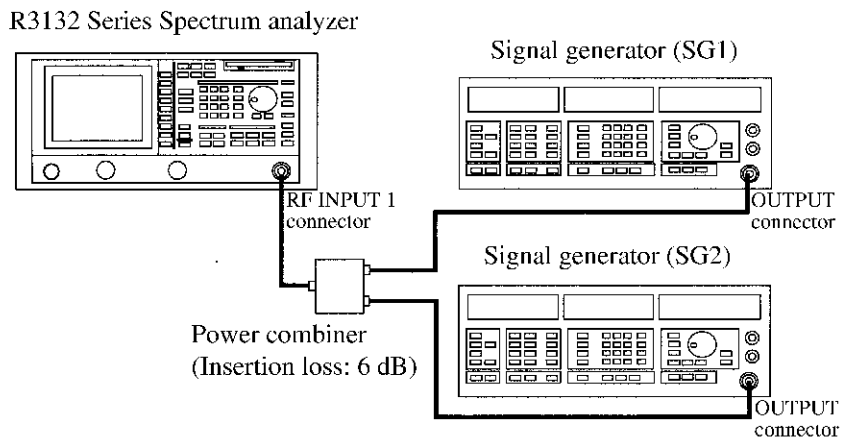 R3132 Series Spectrum analyzer
Signal generator (SG1)
RF INPUT 1
connector
OUTPUT
connector
Signal generator (SG2)
Power combiner
(Insertion loss: 6 dB)
OUTPUT
connector